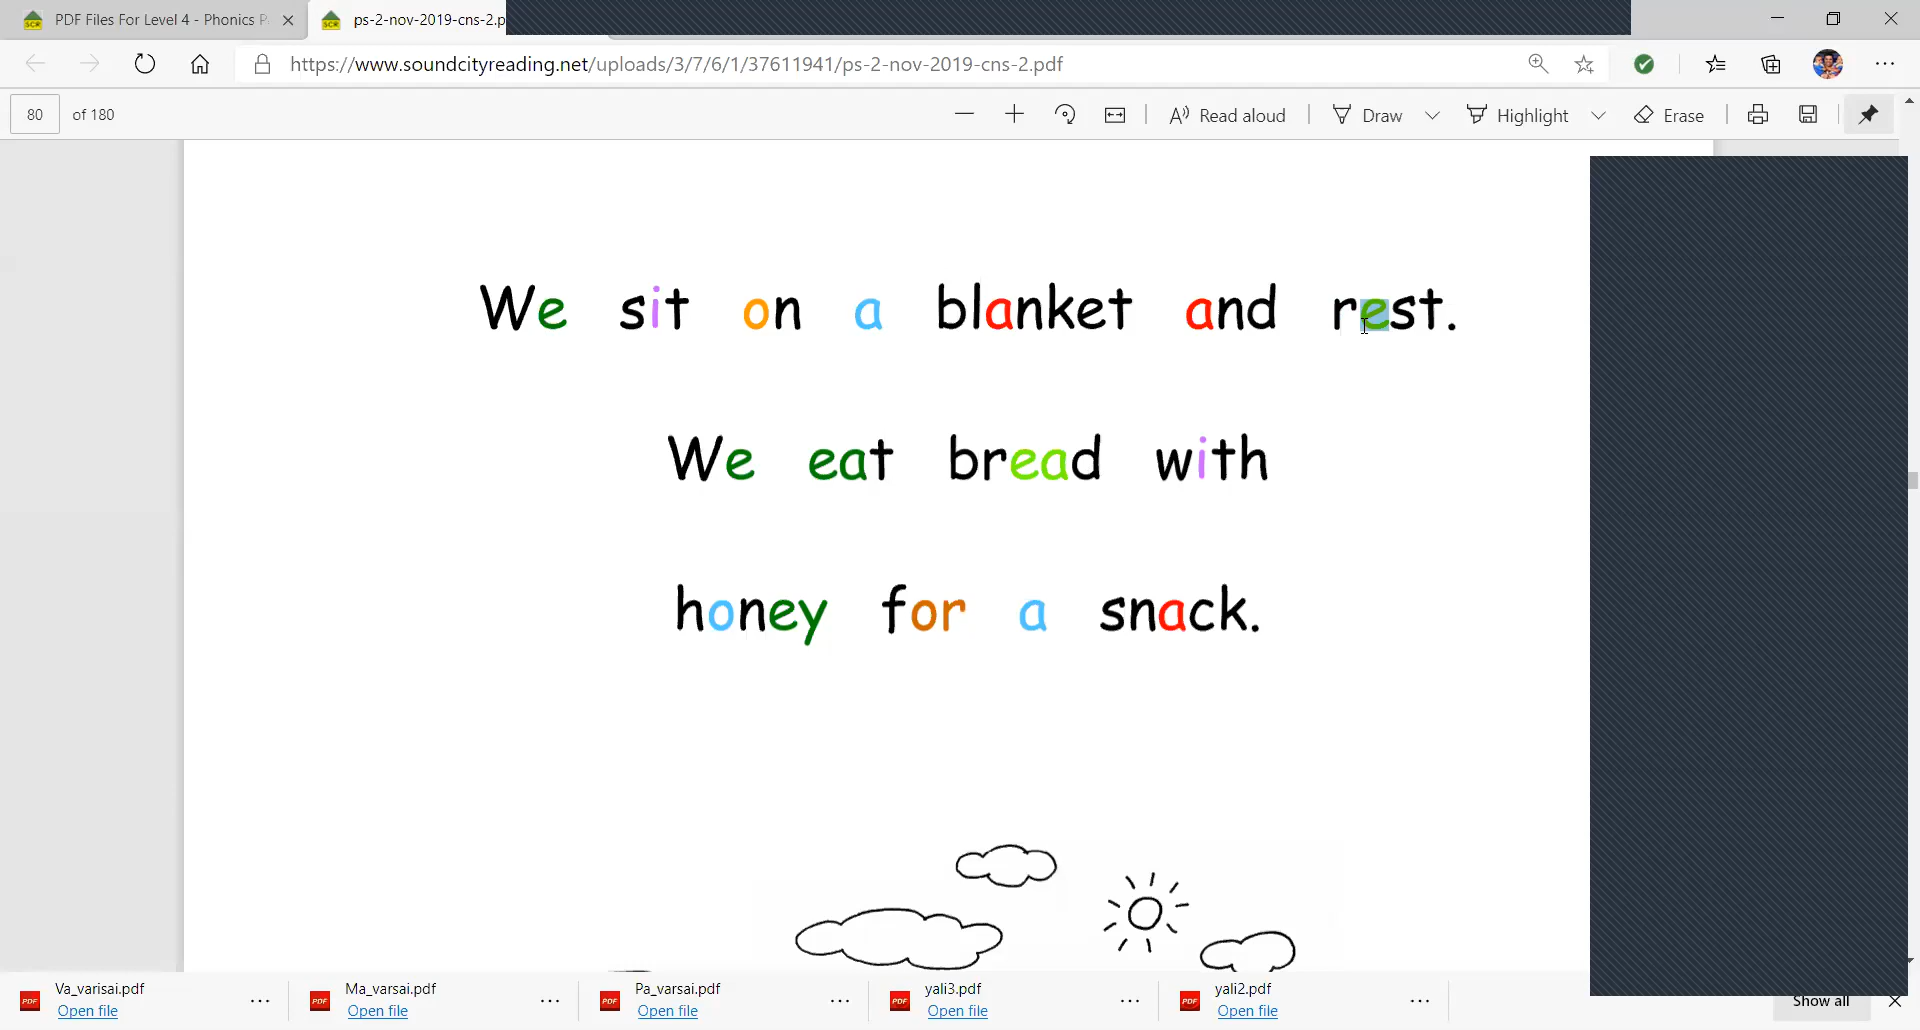 PDF Files For Level 4 - Phonics P
ps-2-nov-2019-cns-2.p
https://www.soundcityreading.net/uploads/3/7/6/1/37611941/ps-2-nov-2019-cns-2.pdf
80 of 180
Read aloud
Draw
Highlight
Erase
We sit on a blanket and rest.
We eat bread with
honey for a snack.
Va_varisai.pdf
Open file
Ma_varsai.pdf
Open file
Pa_varsai.pdf
Open file
yali3.pdf
Open file
yali2.pdf
Open file
Show all